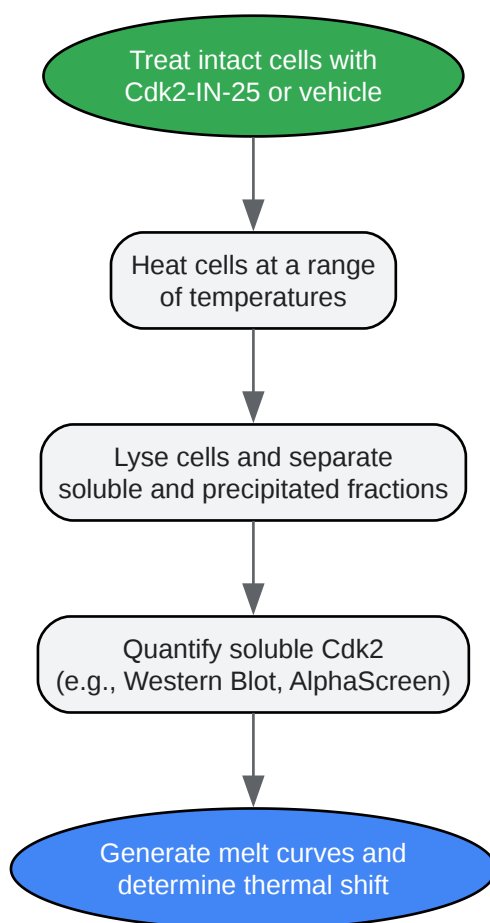 Treat intact cells with
Cdk2-IN-25 or vehicle
Heat cells at a range
of temperatures
Lyse cells and separate
soluble and precipitated fractions
Quantify soluble Cdk2
(e.g., Western Blot, AlphaScreen)
Generate melt curves and
determine thermal shift